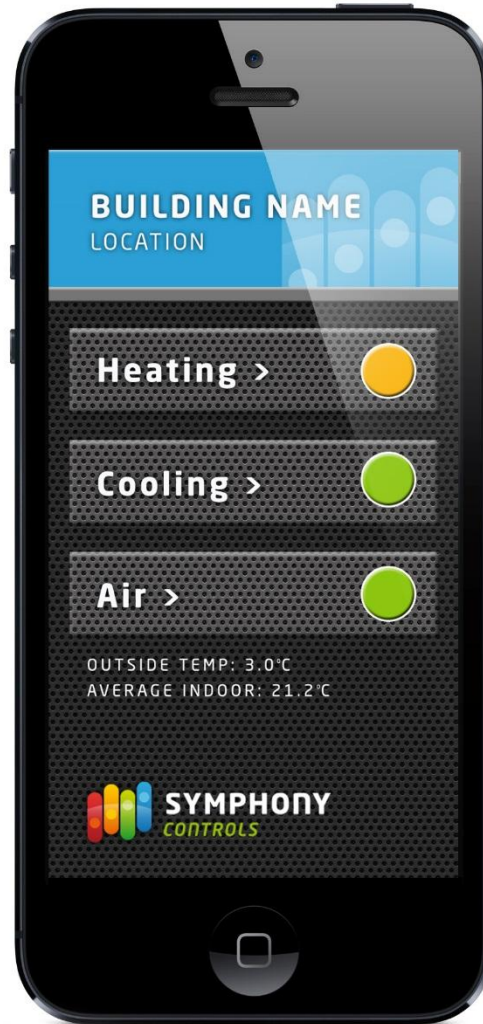 BUILDING NAME
LOCATION
Heating >
Cooling >
Air >
OUTSIDE TEMP: 3.0°C
AVERAGE INDOOR: 21.2°C
SYMPHONY
CONTROLS